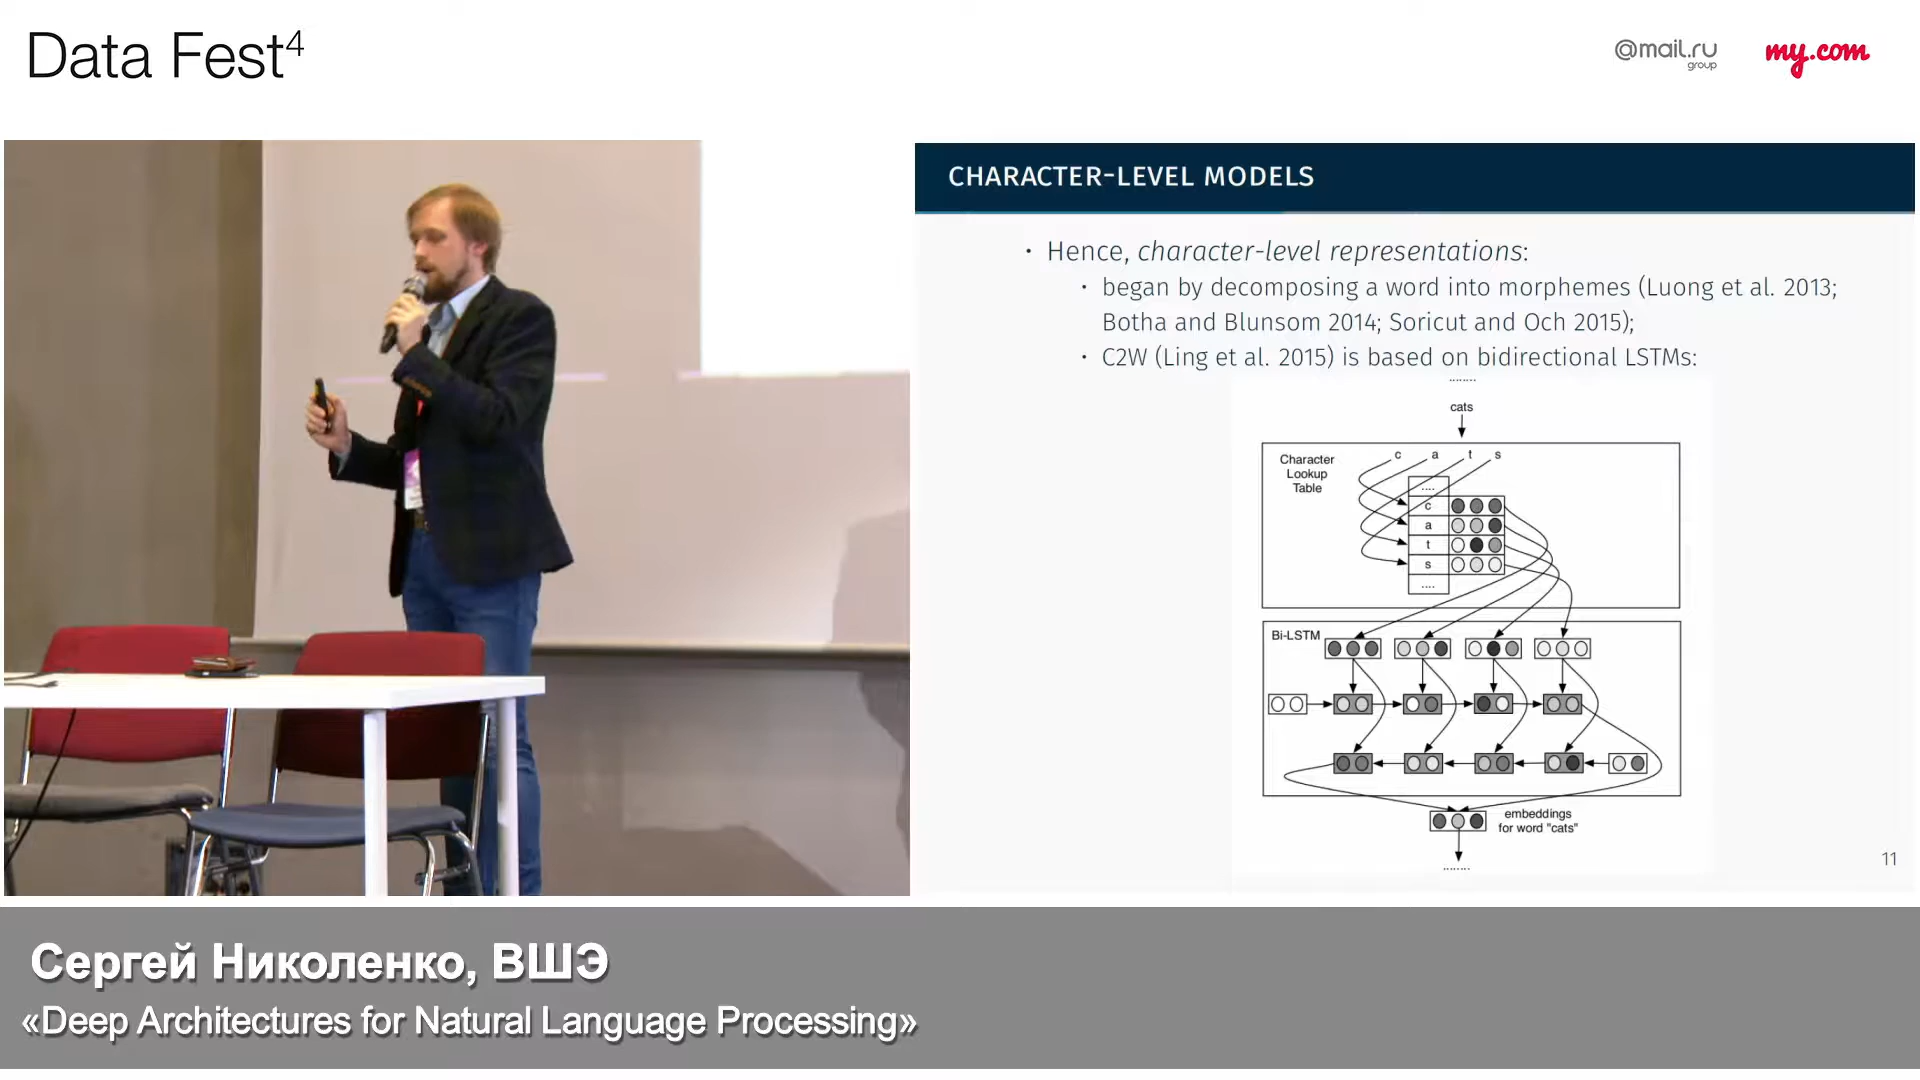 Data Fest⁴
@mail.ru
group
my.com
CHARACTER-LEVEL MODELS
· Hence, character-level representations:
· began by decomposing a word into morphemes (Luong et al. 2013;
Botha and Blunsom 2014; Soricut and Och 2015);
· C2W (Ling et al. 2015) is based on bidirectional LSTMs:
........
cats
Character
Lookup
Table
c a t s
....
c
a
t
s
....
Bi-LSTM
embeddings
for word "cats"
........
11
Сергей Николенко, ВШЭ
«Deep Architectures for Natural Language Processing»